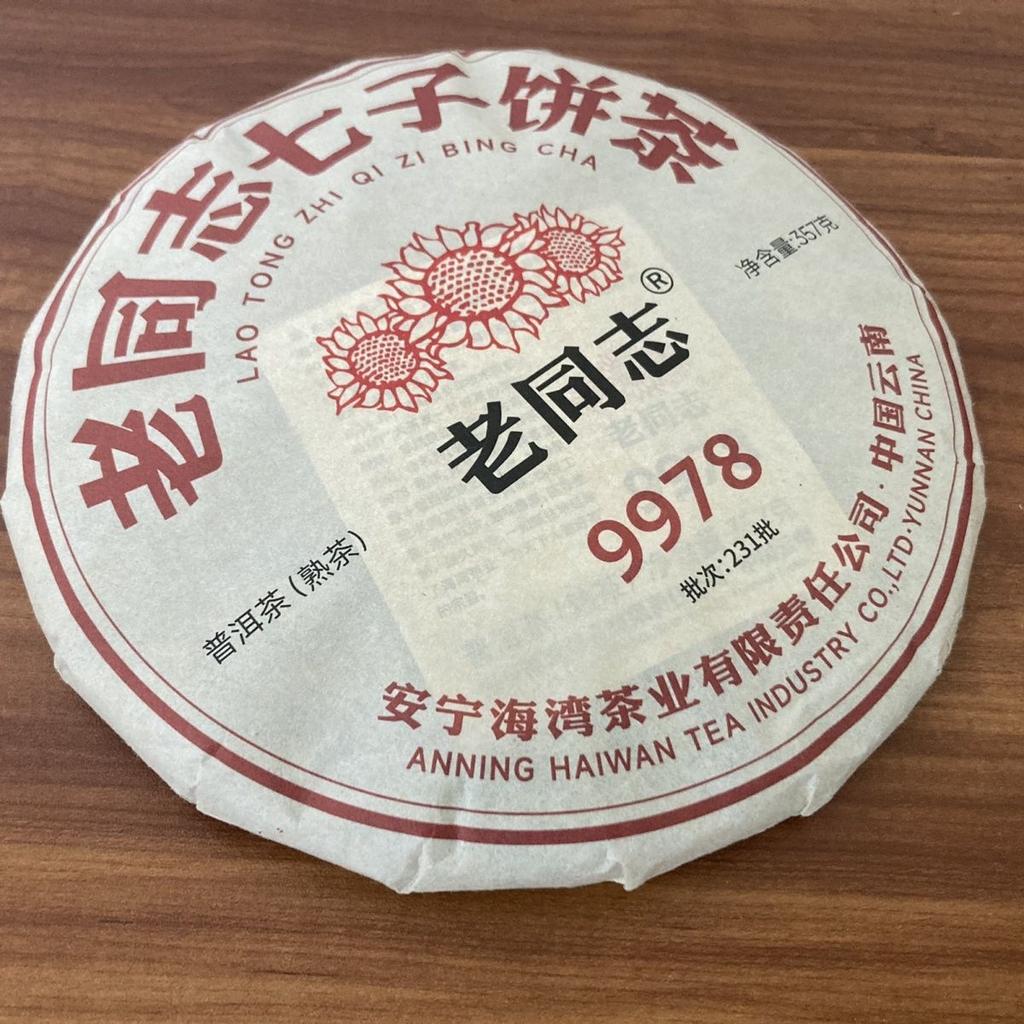 老同志七子饼茶
LAO TONG ZHI QI ZI BING CHA
净含量:357克
老同志®
9978
批次:231批
普洱茶(熟茶)
安宁海湾茶业有限责任公司·中国云南
ANNING HAIWAN TEA INDUSTRY CO.,LTD·YUNNAN CHINA